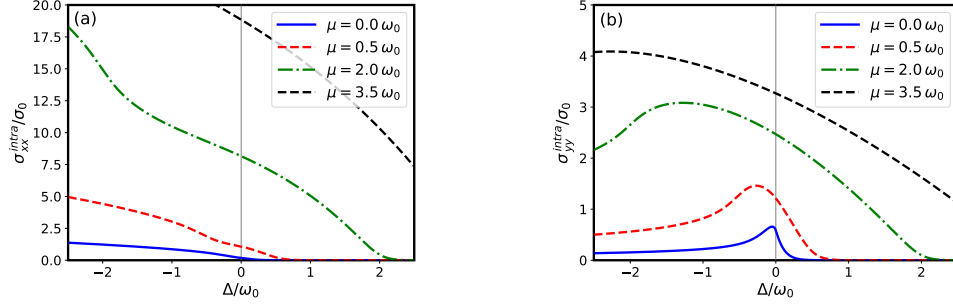 (a)
μ = 0.0 ω₀
μ = 0.5 ω₀
μ = 2.0 ω₀
μ = 3.5 ω₀
20.0
17.5
15.0
12.5
10.0
7.5
5.0
2.5
0.0
σ_xx^intra/σ₀
−2
−1
0
1
2
Δ/ω₀
(b)
μ = 0.0 ω₀
μ = 0.5 ω₀
μ = 2.0 ω₀
μ = 3.5 ω₀
5
4
3
2
1
0
σ_yy^intra/σ₀
−2
−1
0
1
2
Δ/ω₀